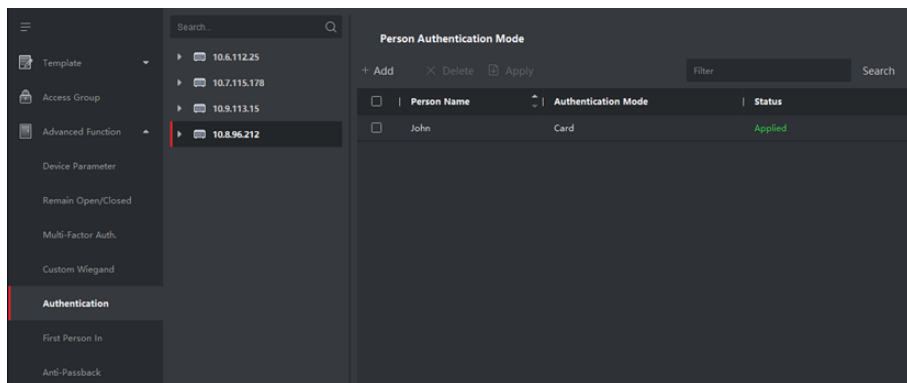 Template
Access Group
Advanced Function
Device Parameter
Remain Open/Closed
Multi-Factor Auth.
Custom Wiegand
Authentication
First Person In
Anti-Passback
Search...
10.6.112.25
10.7.115.178
10.9.113.15
10.8.96.212
Person Authentication Mode
+ Add Delete Apply Filter Search
Person Name Authentication Mode Status
John Card Applied